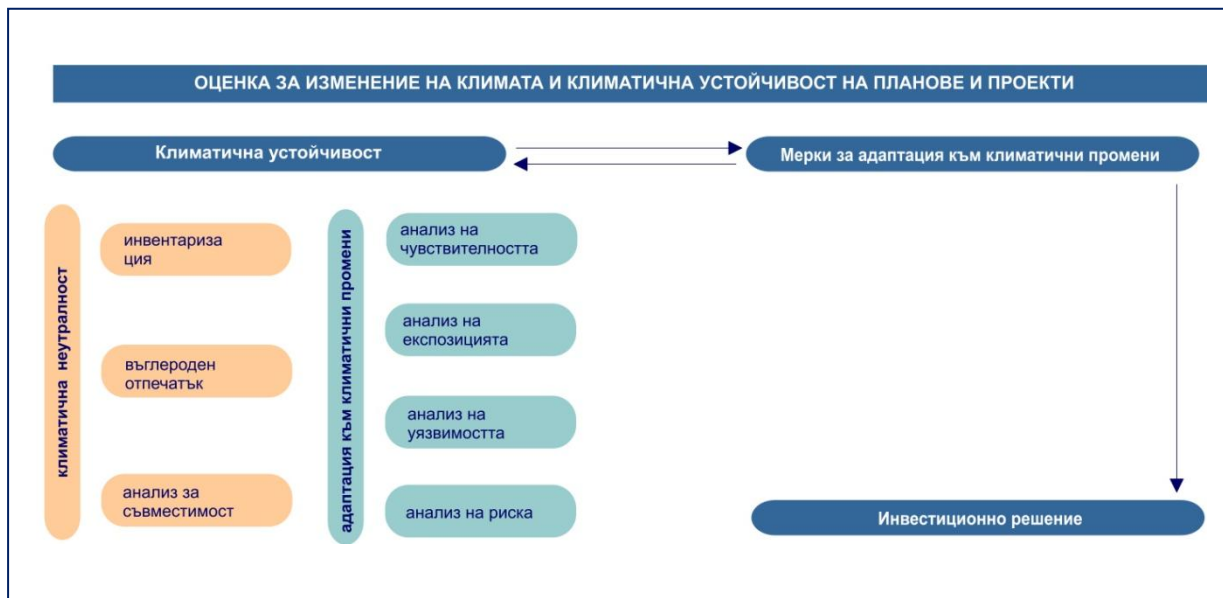 ОЦЕНКА ЗА ИЗМЕНЕНИЕ НА КЛИМАТА И КЛИМАТИЧНА УСТОЙЧИВОСТ НА ПЛАНОВЕ И ПРОЕКТИ
Климатична устойчивост
Мерки за адаптация към климатични промени
климатична неутралност
инвентариза
ция
въглероден
отпечатък
анализ за
съвместимост
адаптация към климатични промени
анализ на
чувствителността
анализ на
експозицията
анализ на
уязвимостта
анализ на риска
Инвестиционно решение